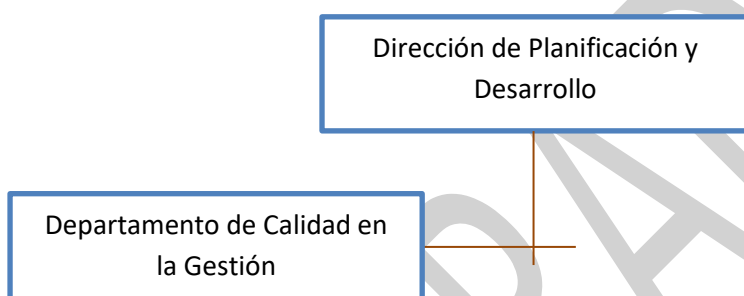 Dirección de Planificación y
Desarrollo
Departamento de Calidad en
la Gestión